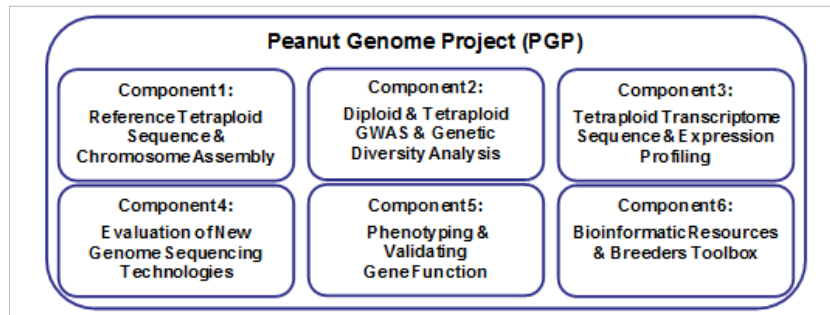 Peanut Genome Project (PGP)
Component1:
Reference Tetraploid
Sequence &
Chromosome Assembly
Component2:
Diploid & Tetraploid
GWAS & Genetic
Diversity Analysis
Component3:
Tetraploid Transcriptome
Sequence & Expression
Profiling
Component4:
Evaluation of New
Genome Sequencing
Technologies
Component5:
Phenotyping &
Validating
Gene Function
Component6:
Bioinformatic Resources
& Breeders Toolbox